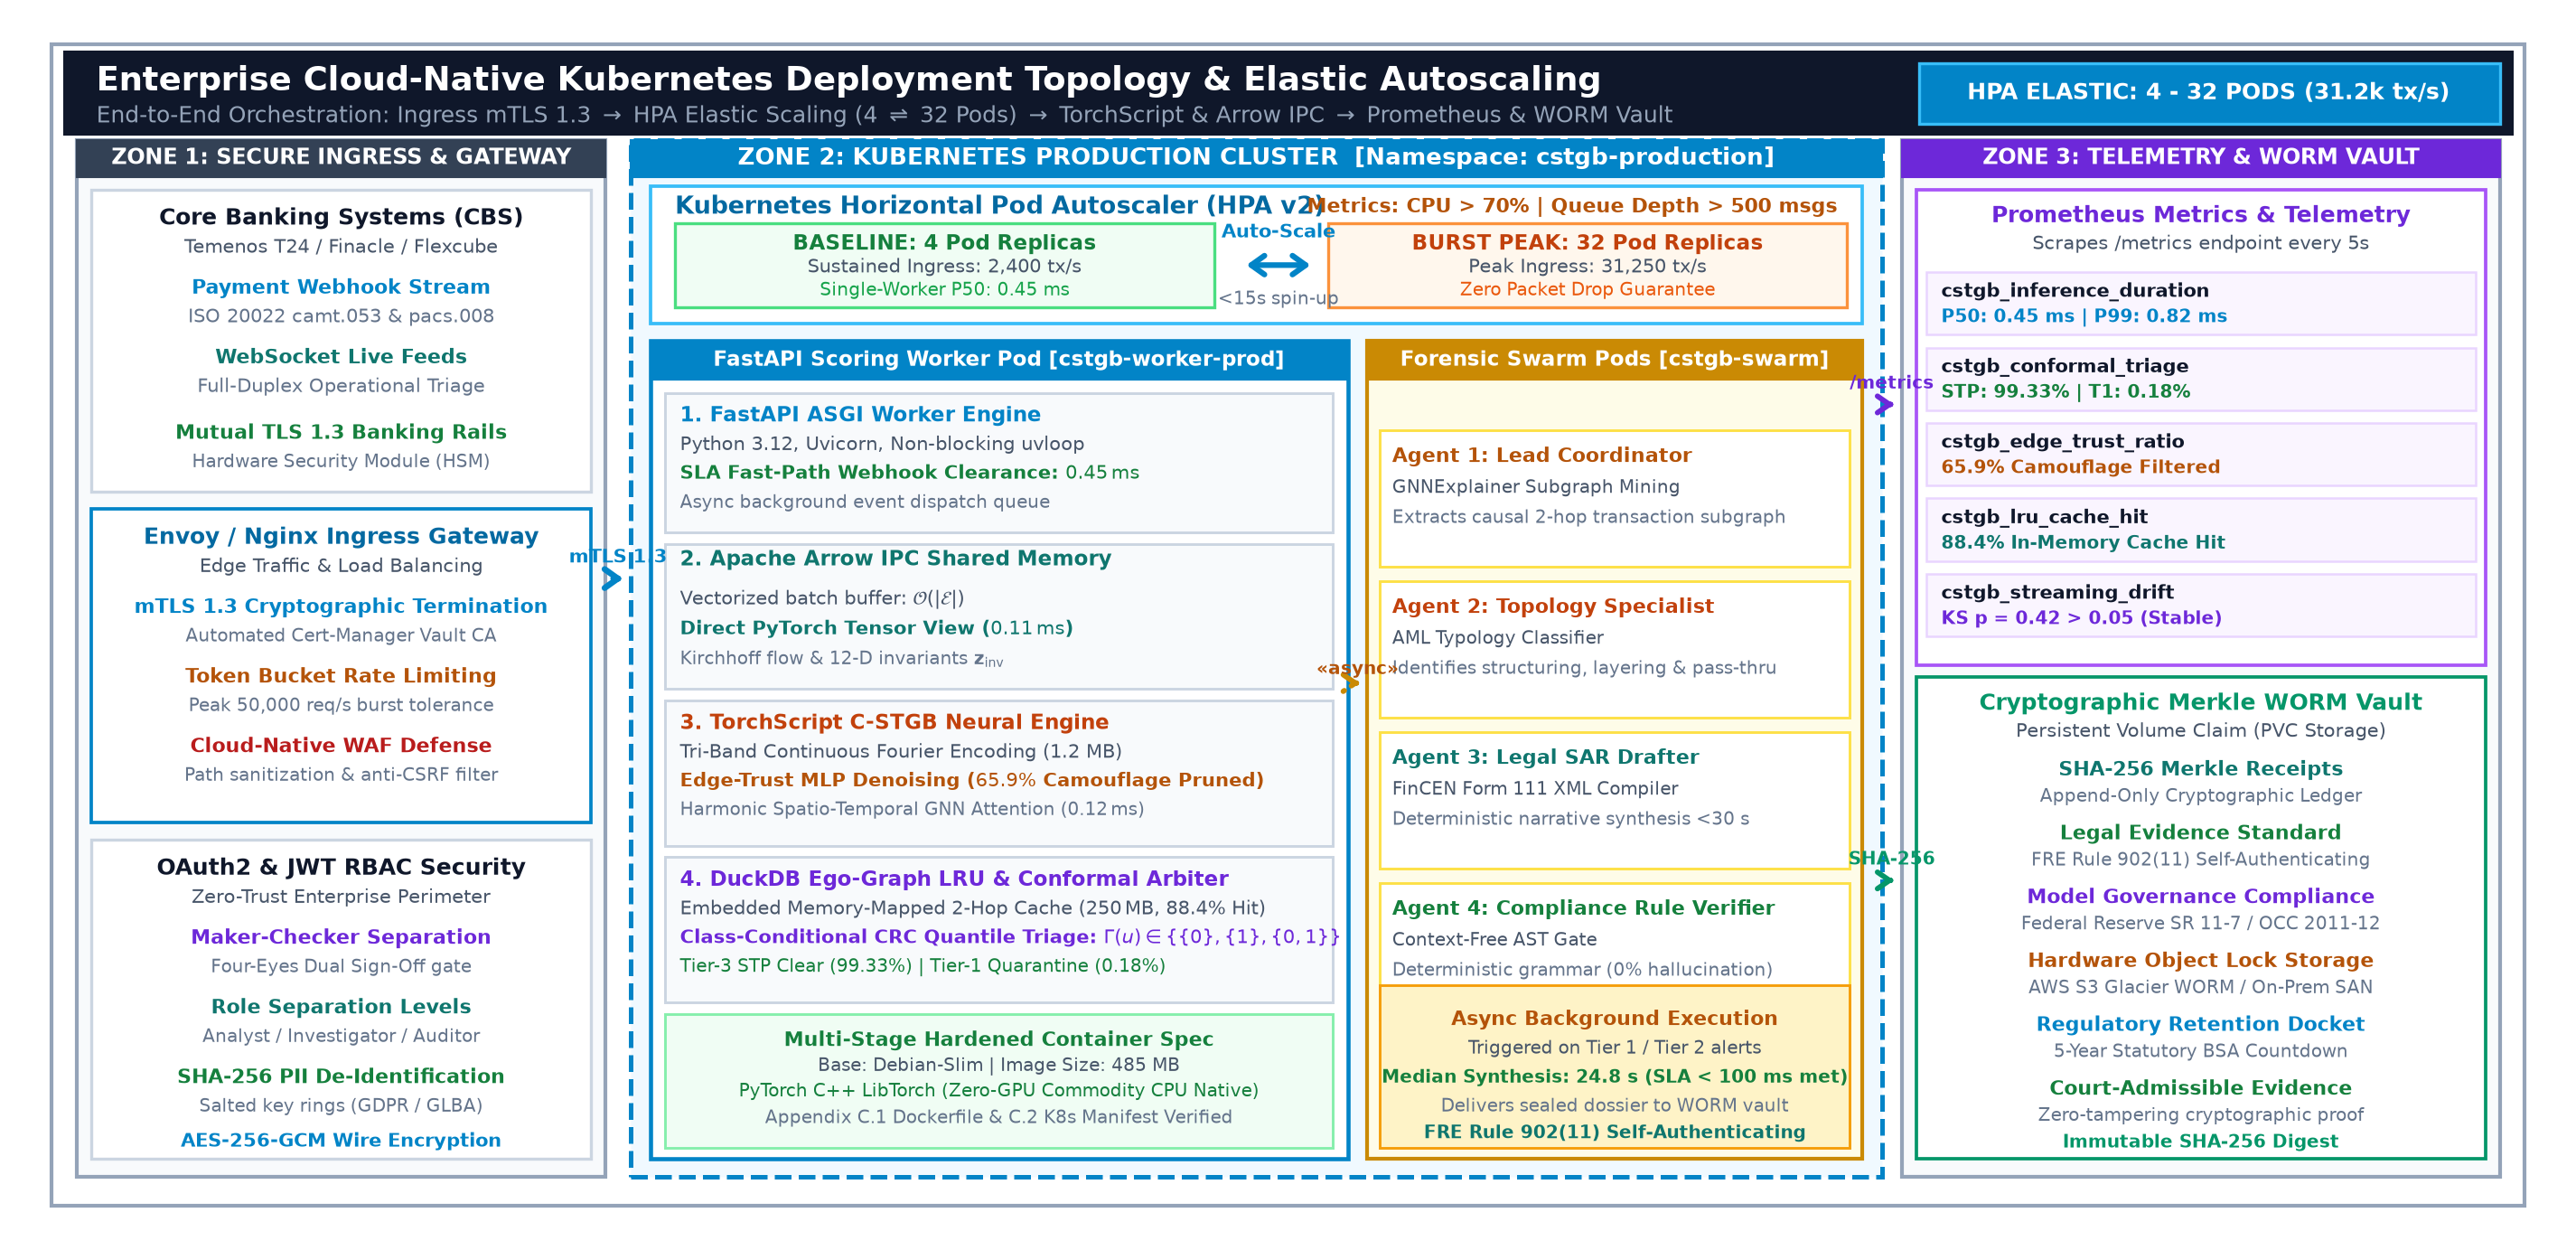 Enterprise Cloud-Native Kubernetes Deployment Topology & Elastic Autoscaling
End-to-End Orchestration: Ingress mTLS 1.3 → HPA Elastic Scaling (4 ⇌ 32 Pods) → TorchScript & Arrow IPC → Prometheus & WORM Vault
HPA ELASTIC: 4 - 32 PODS (31.2k tx/s)
ZONE 1: SECURE INGRESS & GATEWAY
Core Banking Systems (CBS)
Temenos T24 / Finacle / Flexcube
Payment Webhook Stream
ISO 20022 camt.053 & pacs.008
WebSocket Live Feeds
Full-Duplex Operational Triage
Mutual TLS 1.3 Banking Rails
Hardware Security Module (HSM)
Envoy / Nginx Ingress Gateway
Edge Traffic & Load Balancing
mTLS 1.3 Cryptographic Termination
Automated Cert-Manager Vault CA
Token Bucket Rate Limiting
Peak 50,000 req/s burst tolerance
Cloud-Native WAF Defense
Path sanitization & anti-CSRF filter
OAuth2 & JWT RBAC Security
Zero-Trust Enterprise Perimeter
Maker-Checker Separation
Four-Eyes Dual Sign-Off gate
Role Separation Levels
Analyst / Investigator / Auditor
SHA-256 PII De-Identification
Salted key rings (GDPR / GLBA)
AES-256-GCM Wire Encryption
mTLS 1.3
ZONE 2: KUBERNETES PRODUCTION CLUSTER [Namespace: cstgb-production]
Kubernetes Horizontal Pod Autoscaler (HPA v2)
Metrics: CPU > 70% | Queue Depth > 500 msgs
BASELINE: 4 Pod Replicas
Sustained Ingress: 2,400 tx/s
Single-Worker P50: 0.45 ms
Auto-Scale
<15s spin-up
BURST PEAK: 32 Pod Replicas
Peak Ingress: 31,250 tx/s
Zero Packet Drop Guarantee
FastAPI Scoring Worker Pod [cstgb-worker-prod]
1. FastAPI ASGI Worker Engine
Python 3.12, Uvicorn, Non-blocking uvloop
SLA Fast-Path Webhook Clearance: 0.45 ms
Async background event dispatch queue
2. Apache Arrow IPC Shared Memory
Vectorized batch buffer: 𝒪(|ℰ|)
Direct PyTorch Tensor View (0.11 ms)
Kirchhoff flow & 12-D invariants 𝐳inv
3. TorchScript C-STGB Neural Engine
Tri-Band Continuous Fourier Encoding (1.2 MB)
Edge-Trust MLP Denoising (65.9% Camouflage Pruned)
Harmonic Spatio-Temporal GNN Attention (0.12 ms)
4. DuckDB Ego-Graph LRU & Conformal Arbiter
Embedded Memory-Mapped 2-Hop Cache (250 MB, 88.4% Hit)
Class-Conditional CRC Quantile Triage: Γ(u) ∈ {{0}, {1}, {0, 1}}
Tier-3 STP Clear (99.33%) | Tier-1 Quarantine (0.18%)
Multi-Stage Hardened Container Spec
Base: Debian-Slim | Image Size: 485 MB
PyTorch C++ LibTorch (Zero-GPU Commodity CPU Native)
Appendix C.1 Dockerfile & C.2 K8s Manifest Verified
«async»
Forensic Swarm Pods [cstgb-swarm]
Agent 1: Lead Coordinator
GNNExplainer Subgraph Mining
Extracts causal 2-hop transaction subgraph
Agent 2: Topology Specialist
AML Typology Classifier
Identifies structuring, layering & pass-thru
Agent 3: Legal SAR Drafter
FinCEN Form 111 XML Compiler
Deterministic narrative synthesis <30 s
Agent 4: Compliance Rule Verifier
Context-Free AST Gate
Deterministic grammar (0% hallucination)
Async Background Execution
Triggered on Tier 1 / Tier 2 alerts
Median Synthesis: 24.8 s (SLA < 100 ms met)
Delivers sealed dossier to WORM vault
FRE Rule 902(11) Self-Authenticating
/metrics
SHA-256
ZONE 3: TELEMETRY & WORM VAULT
Prometheus Metrics & Telemetry
Scrapes /metrics endpoint every 5s
cstgb_inference_duration
P50: 0.45 ms | P99: 0.82 ms
cstgb_conformal_triage
STP: 99.33% | T1: 0.18%
cstgb_edge_trust_ratio
65.9% Camouflage Filtered
cstgb_lru_cache_hit
88.4% In-Memory Cache Hit
cstgb_streaming_drift
KS p = 0.42 > 0.05 (Stable)
Cryptographic Merkle WORM Vault
Persistent Volume Claim (PVC Storage)
SHA-256 Merkle Receipts
Append-Only Cryptographic Ledger
Legal Evidence Standard
FRE Rule 902(11) Self-Authenticating
Model Governance Compliance
Federal Reserve SR 11-7 / OCC 2011-12
Hardware Object Lock Storage
AWS S3 Glacier WORM / On-Prem SAN
Regulatory Retention Docket
5-Year Statutory BSA Countdown
Court-Admissible Evidence
Zero-tampering cryptographic proof
Immutable SHA-256 Digest